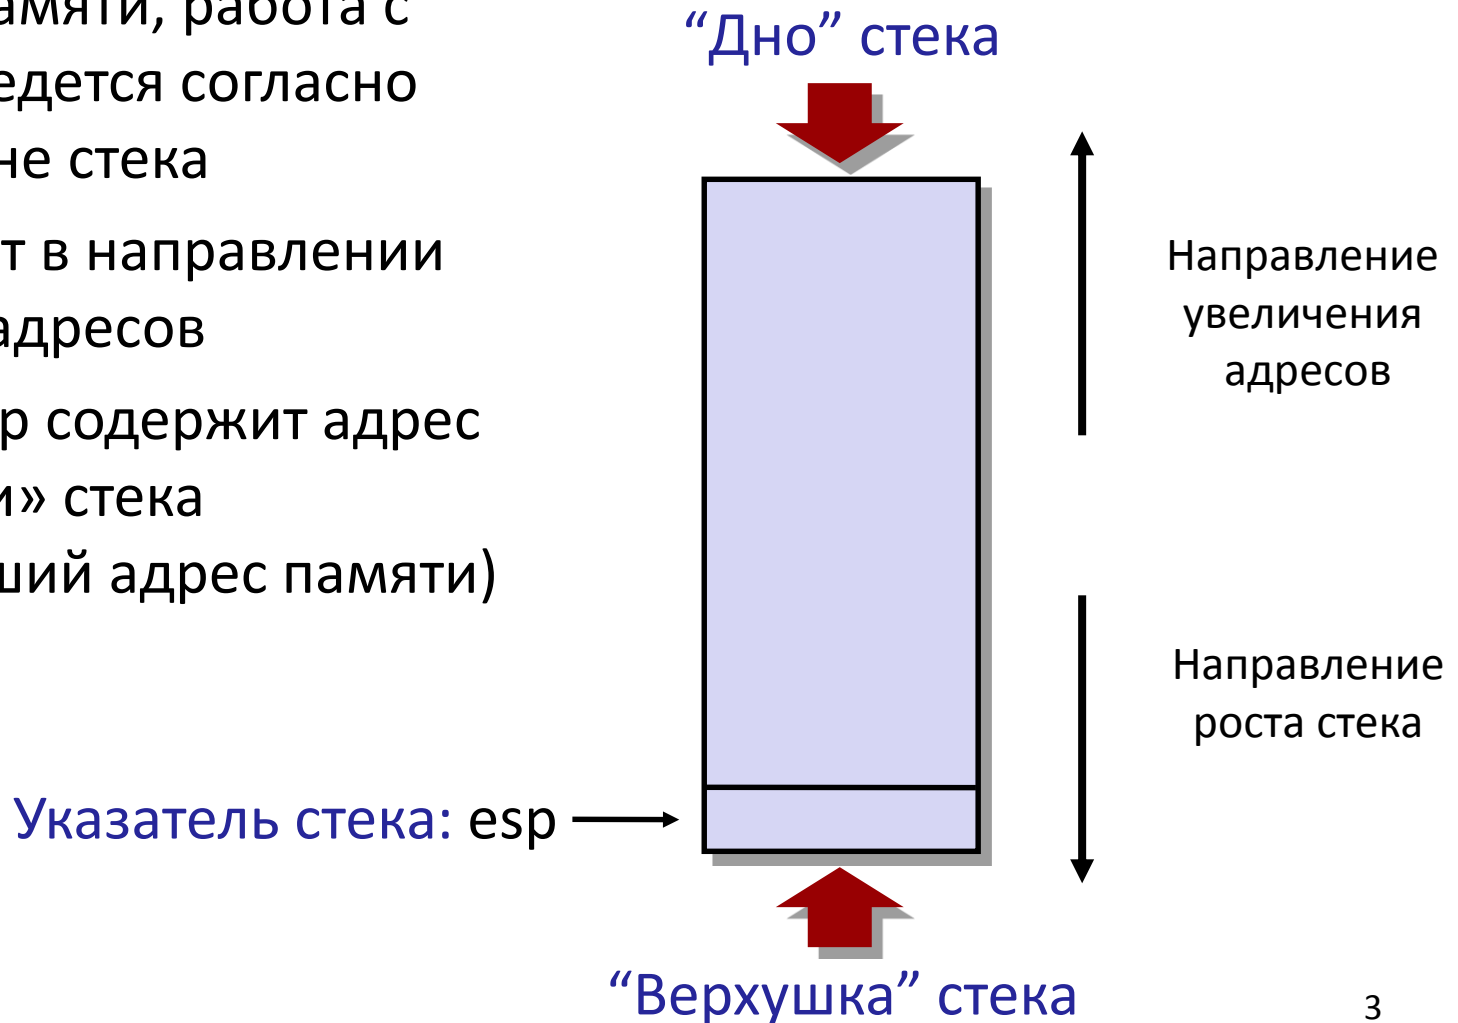 амяти, работа с
едется согласно
не стека
т в направлении
адресов
р содержит адрес
и» стека
ший адрес памяти)
“Дно” стека
Направление
увеличения
адресов
Направление
роста стека
Указатель стека: esp
“Верхушка” стека
3